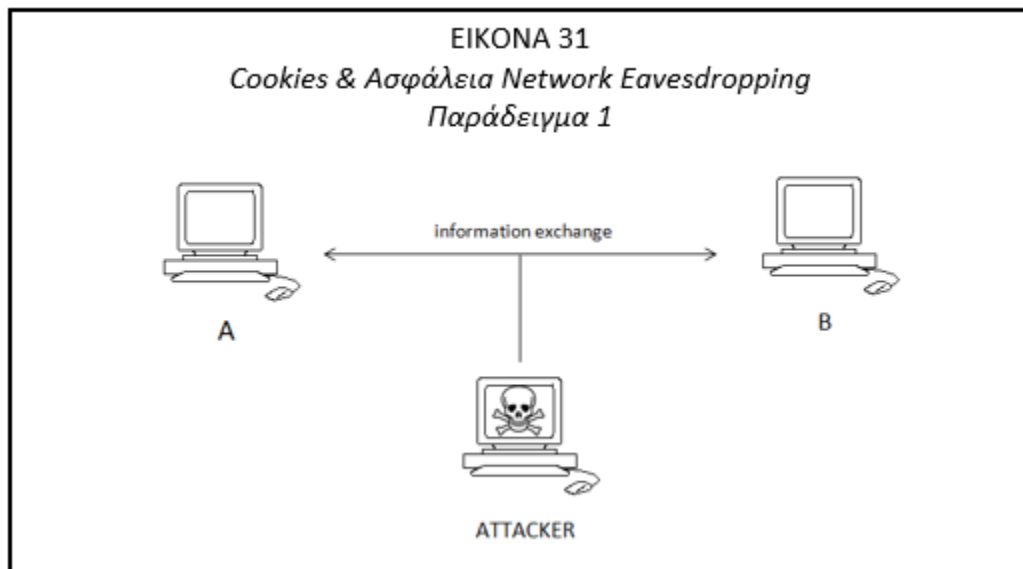 ΕΙΚΟΝΑ 31
Cookies & Ασφάλεια Network Eavesdropping
Παράδειγμα 1
information exchange
A
B
ATTACKER